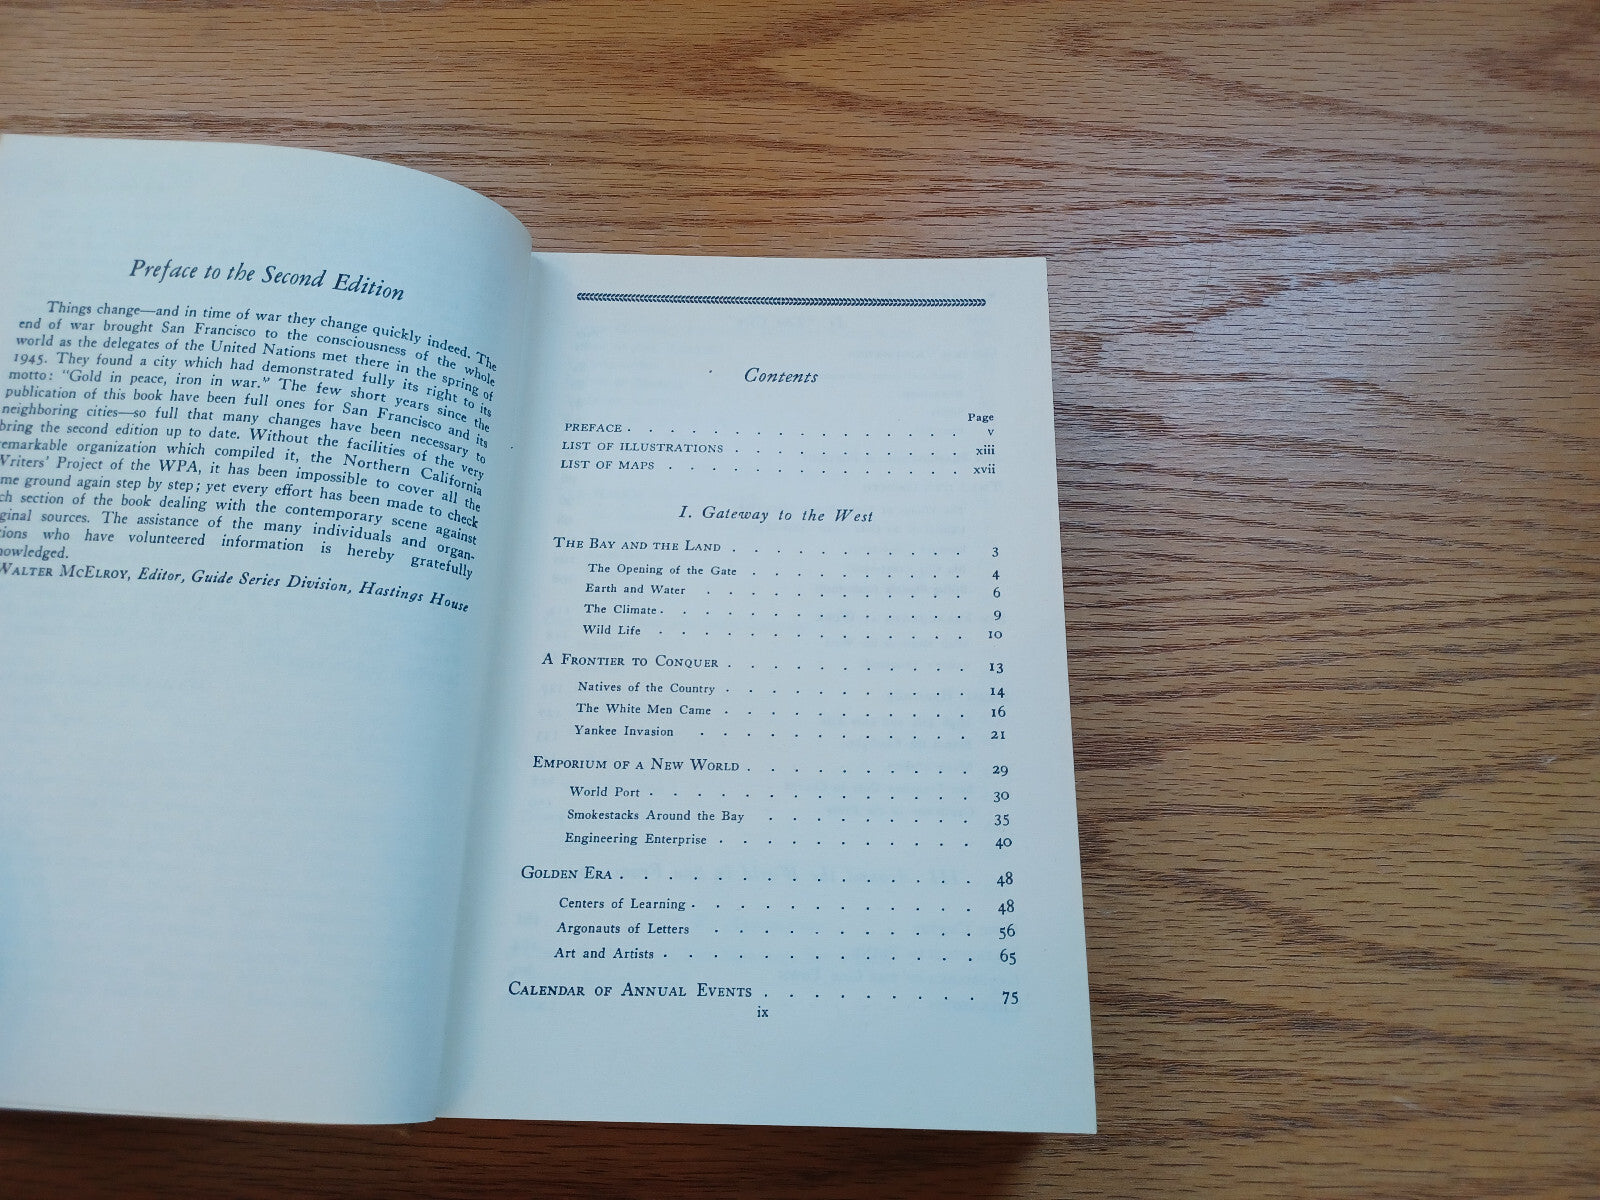 Preface to the Second Edition
Things change—and in time of war they change quickly indeed. The
end of war brought San Francisco to the consciousness of the whole
world as the delegates of the United Nations met there in the spring of
1945. They found a city which had demonstrated fully its right to its
motto: "Gold in peace, iron in war." The few short years since the
publication of this book have been full ones for San Francisco and its
neighboring cities—so full that many changes have been necessary to
bring the second edition up to date. Without the facilities of the very
remarkable organization which compiled it, the Northern California
Writers' Project of the WPA, it has been impossible to cover all the
me ground again step by step; yet every effort has been made to check
ch section of the book dealing with the contemporary scene against
ginal sources. The assistance of the many individuals and organ-
tions who have volunteered information is hereby gratefully
nowledged.
WALTER MCELROY, Editor, Guide Series Division, Hastings House
Contents
Page
PREFACE . . . . . . . . . . . . . . . v
LIST OF ILLUSTRATIONS . . . . . . . . . . xiii
LIST OF MAPS . . . . . . . . . . . . . xvii
I. Gateway to the West
THE BAY AND THE LAND . . . . . . . . . . 3
The Opening of the Gate . . . . . . . . . 4
Earth and Water . . . . . . . . . . . . 6
The Climate . . . . . . . . . . . . . . 9
Wild Life . . . . . . . . . . . . . . 10
A FRONTIER TO CONQUER . . . . . . . . . . 13
Natives of the Country . . . . . . . . . . 14
The White Men Came . . . . . . . . . . 16
Yankee Invasion . . . . . . . . . . . 21
EMPORIUM OF A NEW WORLD . . . . . . . . . 29
World Port . . . . . . . . . . . . . 30
Smokestacks Around the Bay . . . . . . . . 35
Engineering Enterprise . . . . . . . . . . 40
GOLDEN ERA . . . . . . . . . . . . . 48
Centers of Learning . . . . . . . . . . . 48
Argonauts of Letters . . . . . . . . . . 56
Art and Artists . . . . . . . . . . . . 65
CALENDAR OF ANNUAL EVENTS . . . . . . . . . 75
ix